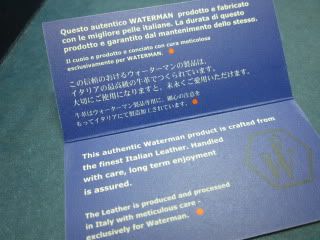 Questo autentico WATERMAN prodotto e fabricato
con le migliore pelle italiane. La durata di questo
prodotto e garantito dal mantenimento dello stesso.
Il cuoio e prodotto e conciato con cura meticolose
esclusivamente per WATERMAN.
この信頼のおけるウォーターマンの製品は、
イタリアの最高級の牛革でつくられています。
大切にご使用になりますと、末永くご愛用いただけます。
牛革はウォーターマン製品専用に、細心の注意を
もってイタリアにて製造加工されています。
This authentic Waterman product is crafted from
the finest Italian Leather. Handled
with care, long term enjoyment
is assured.
The Leather is produced and processed
in Italy with meticulous care -
exclusively for Waterman.
W